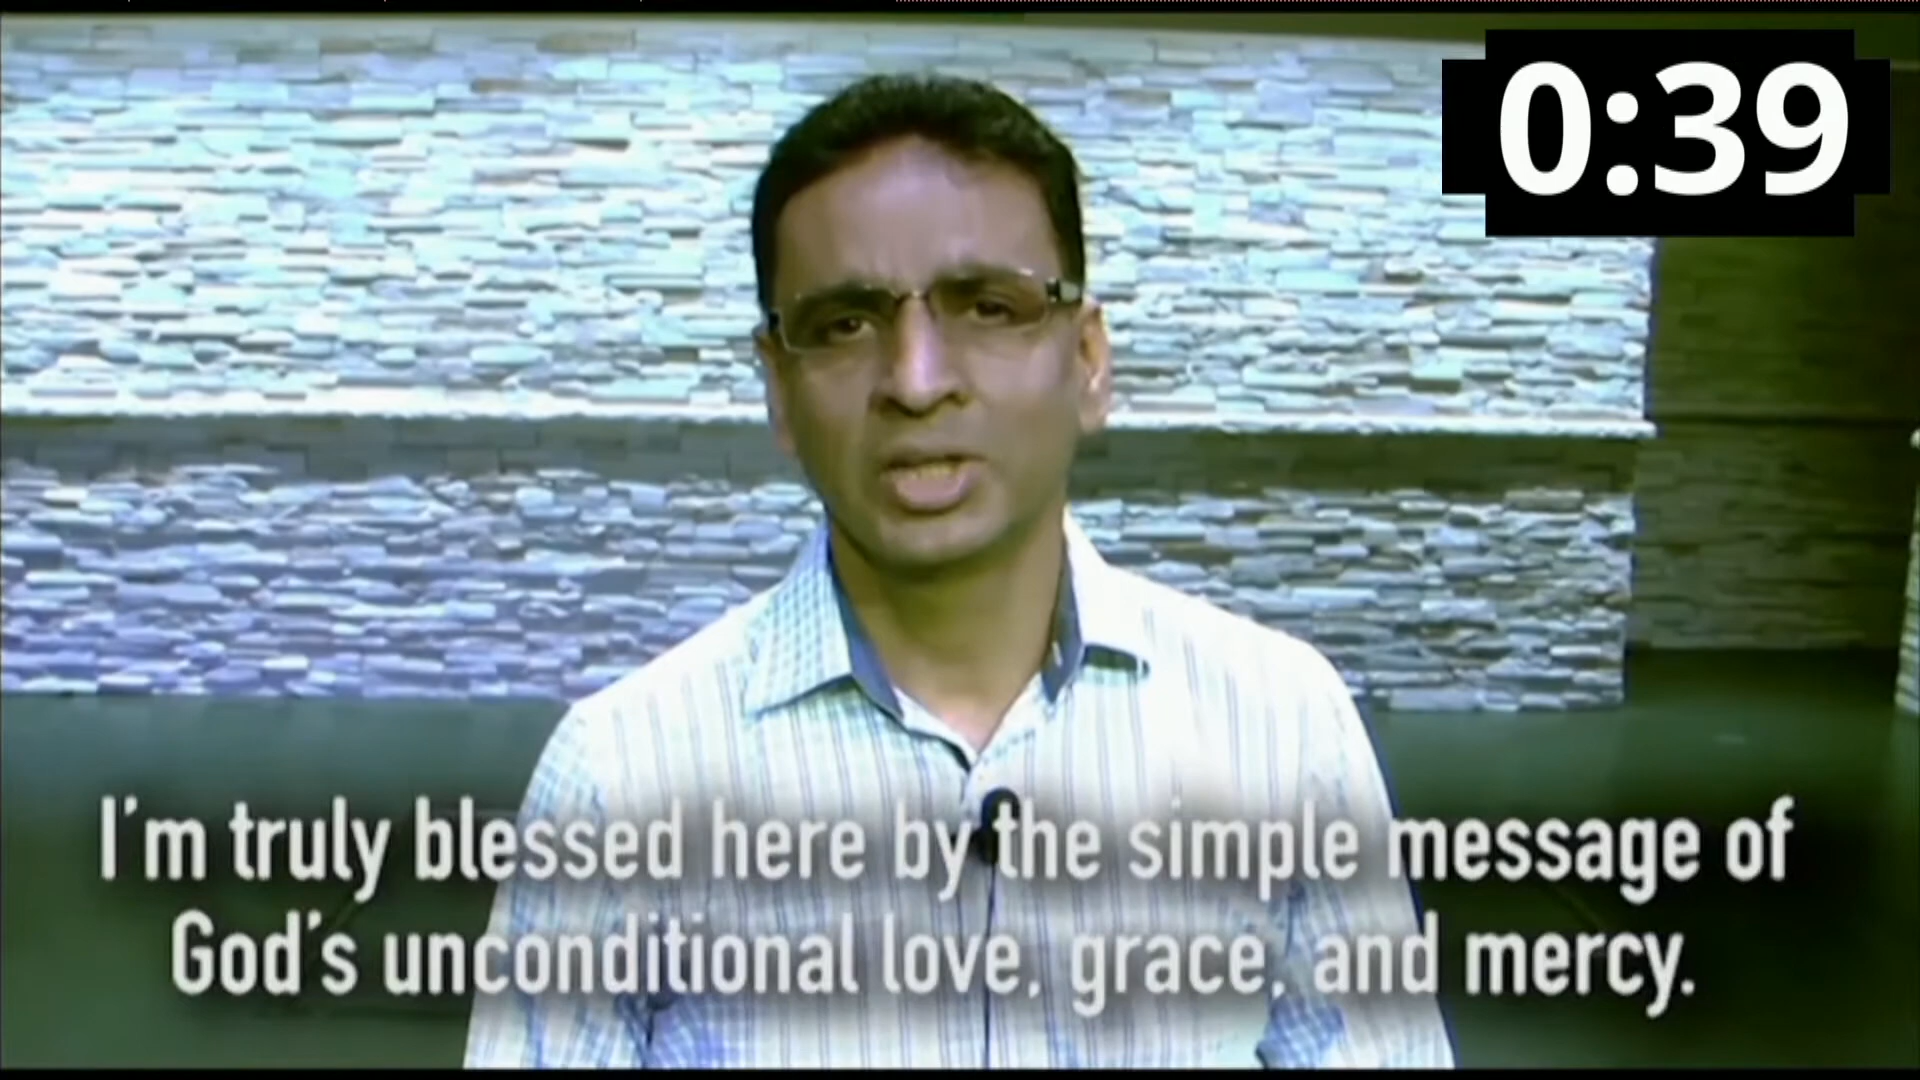 0:39
I'm truly blessed here by the simple message of
God's unconditional love, grace, and mercy.